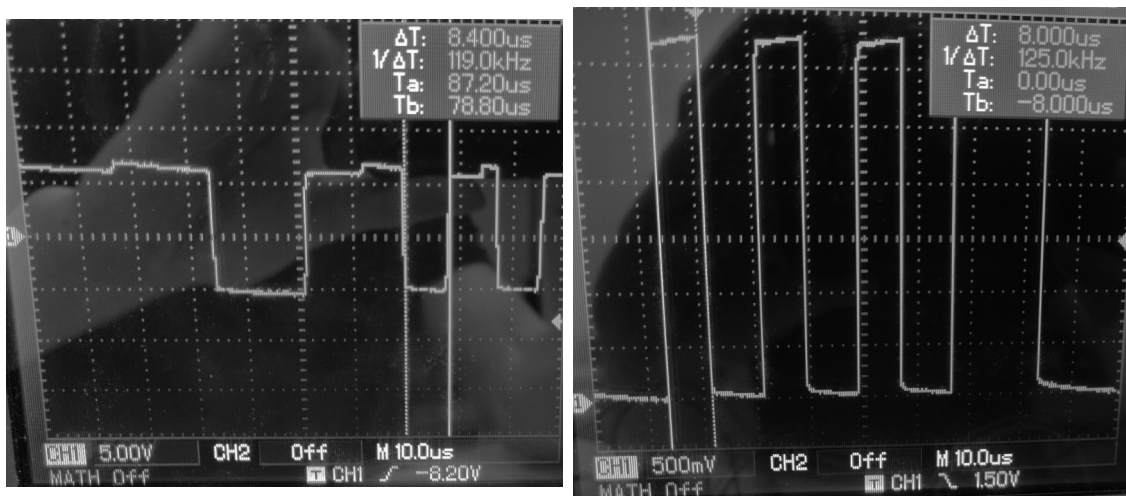 ΔT: 8.400us
1/ΔT: 119.0kHz
Ta: 87.20us
Tb: 78.80us
CH1 5.00V CH2 Off M 10.0us
MATH Off T CH1 -8.20V
ΔT: 8.000us
1/ΔT: 125.0kHz
Ta: 0.00us
Tb: -8.000us
CH1 500mV CH2 Off M 10.0us
MATH Off T CH1 1.50V